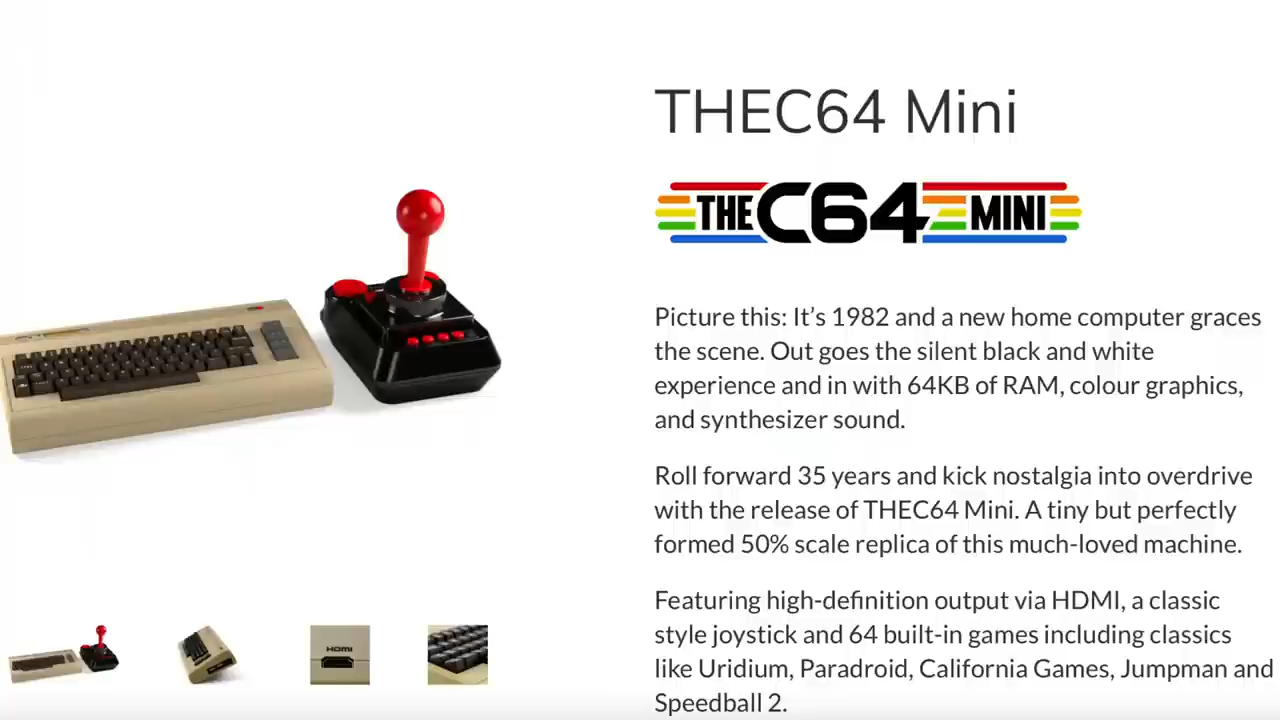 THEC64 Mini
THE C64 MINI
Picture this: It’s 1982 and a new home computer graces
the scene. Out goes the silent black and white
experience and in with 64KB of RAM, colour graphics,
and synthesizer sound.
Roll forward 35 years and kick nostalgia into overdrive
with the release of THEC64 Mini. A tiny but perfectly
formed 50% scale replica of this much-loved machine.
Featuring high-definition output via HDMI, a classic
style joystick and 64 built-in games including classics
like Uridium, Paradroid, California Games, Jumpman and
Speedball 2.
HDMI